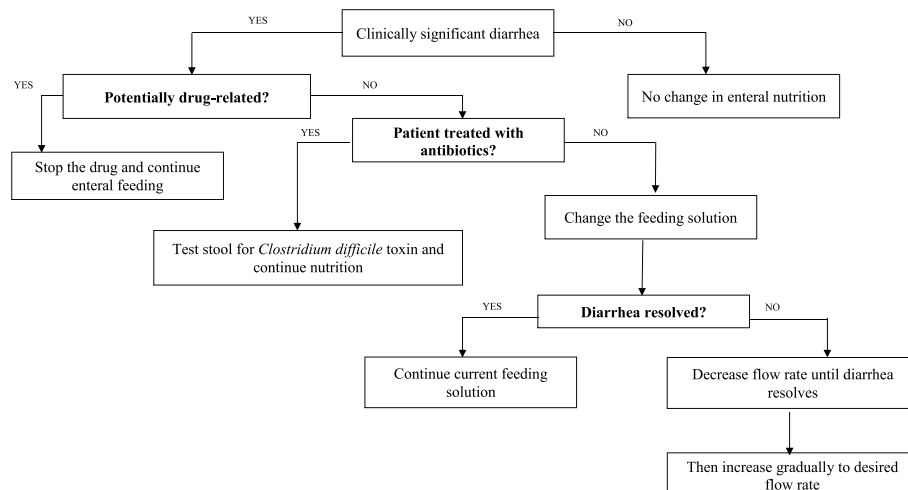 YES
Clinically significant diarrhea
NO
YES
Potentially drug-related?
NO
No change in enteral nutrition
YES
Patient treated with
antibiotics?
NO
Stop the drug and continue
enteral feeding
Change the feeding solution
Test stool for Clostridium difficile toxin and
continue nutrition
YES
Diarrhea resolved?
NO
Continue current feeding
solution
Decrease flow rate until diarrhea
resolves
Then increase gradually to desired
flow rate